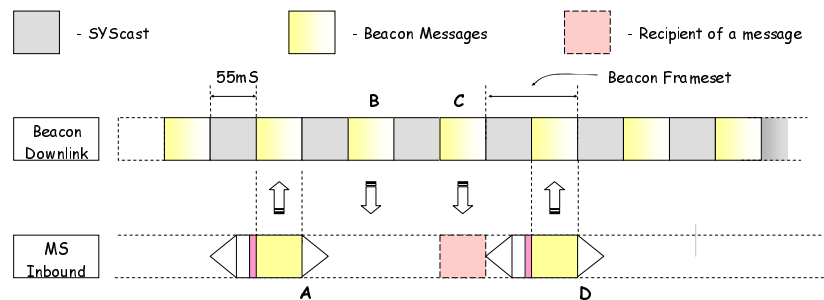 - SYScast
- Beacon Messages
- Recipient of a message
55mS
Beacon Frameset
B
C
Beacon
Downlink
MS
Inbound
A
D